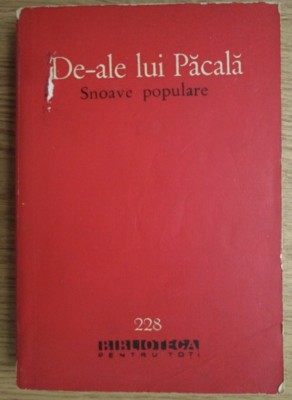 De-ale lui Păcală
Snoave populare
228
BIBLIOTECA
PENTRU TOȚI